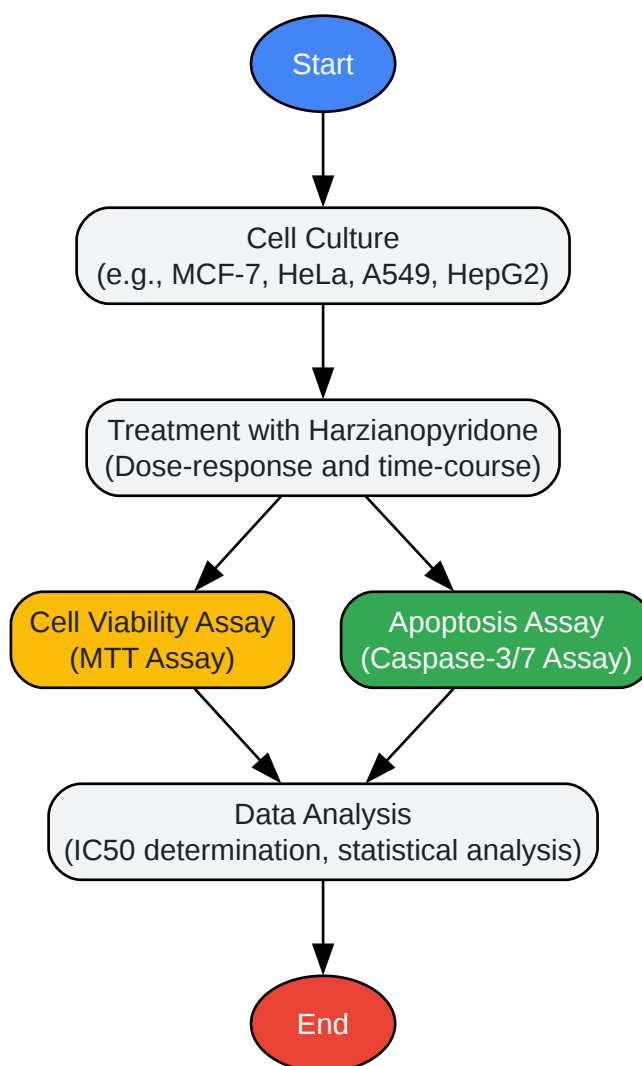 Start
Cell Culture
(e.g., MCF-7, HeLa, A549, HepG2)
Treatment with Harzianopyridone
(Dose-response and time-course)
Cell Viability Assay
(MTT Assay)
Apoptosis Assay
(Caspase-3/7 Assay)
Data Analysis
(IC50 determination, statistical analysis)
End